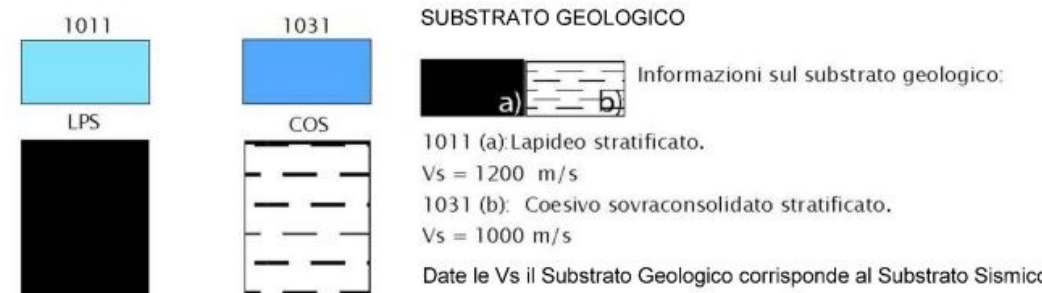 1011 1031
LPS COS
SUBSTRATO GEOLOGICO
a) b) Informazioni sul substrato geologico:
1011 (a):Lapideo stratificato.
Vs = 1200 m/s
1031 (b): Coesivo sovraconsolidato stratificato.
Vs = 1000 m/s
Date le Vs il Substrato Geologico corrisponde al Substrato Sismico